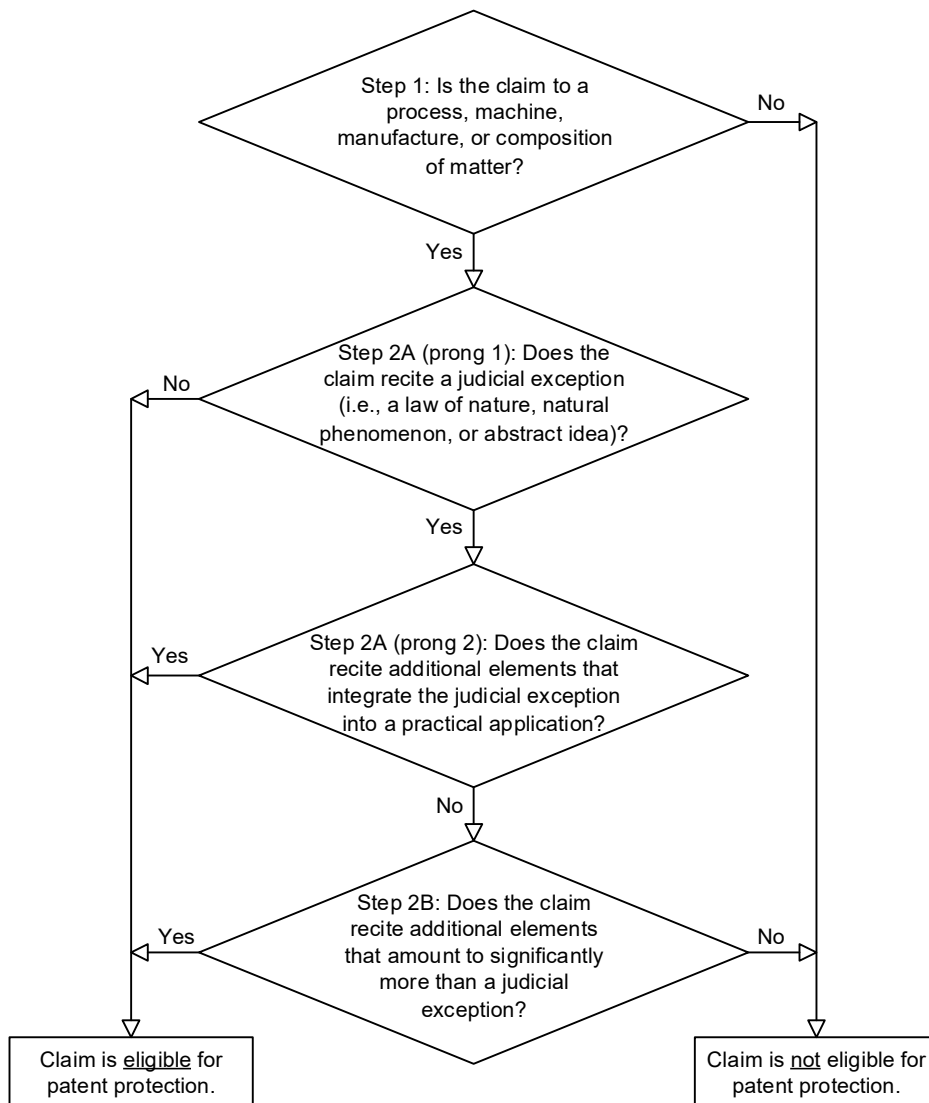 Step 1: Is the claim to a
process, machine,
manufacture, or composition
of matter?
No
Yes
Step 2A (prong 1): Does the
claim recite a judicial exception
(i.e., a law of nature, natural
phenomenon, or abstract idea)?
No
Yes
Step 2A (prong 2): Does the claim
recite additional elements that
integrate the judicial exception
into a practical application?
Yes
No
Step 2B: Does the claim
recite additional elements
that amount to significantly
more than a judicial
exception?
Yes
No
Claim is eligible for
patent protection.
Claim is not eligible for
patent protection.